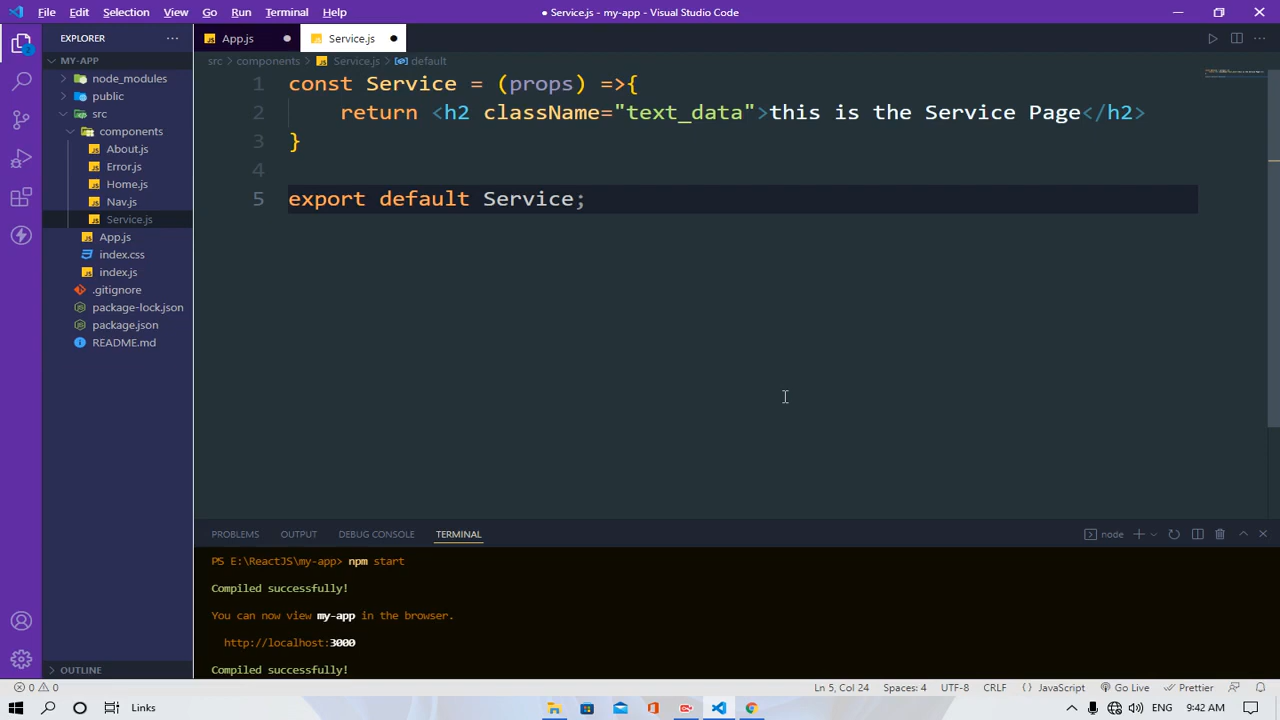 File Edit Selection View Go Run Terminal Help
● Service.js - my-app - Visual Studio Code
EXPLORER
MY-APP
node_modules
public
src
components
About.js
Error.js
Home.js
Nav.js
Service.js
App.js
index.css
index.js
.gitignore
package-lock.json
package.json
README.md
OUTLINE
JS App.js ●
JS Service.js ●
src > components > JS Service.js > default
1 const Service = (props) =>{
2 return <h2 className="text_data">this is the Service Page</h2>
3 }
4
5 export default Service;
PROBLEMS OUTPUT DEBUG CONSOLE TERMINAL
node
PS E:\ReactJS\my-app> npm start
Compiled successfully!
You can now view my-app in the browser.
http://localhost:3000
Compiled successfully!
0 0 Ln 5, Col 24 Spaces: 4 UTF-8 CRLF {} JavaScript Go Live Prettier
Links ENG 9:42 AM